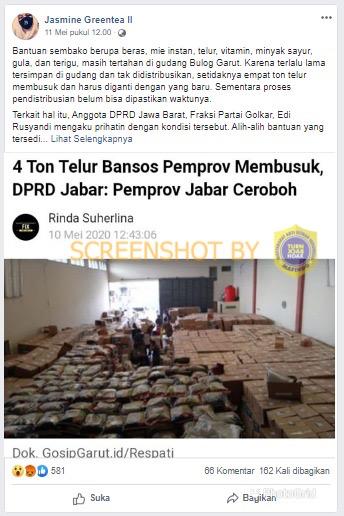 Jasmine Greentea II
11 Mei pukul 12.00 ·
Bantuan sembako berupa beras, mie instan, telur, vitamin, minyak sayur,
gula, dan terigu, masih tertahan di gudang Bulog Garut. Karena terlalu lama
tersimpan di gudang dan tak didistribusikan, setidaknya empat ton telur
membusuk dan harus diganti dengan yang baru. Sementara proses
pendistribusian belum bisa dipastikan waktunya.
Terkait hal itu, Anggota DPRD Jawa Barat, Fraksi Partai Golkar, Edi
Rusyandi mengaku prihatin dengan kondisi tersebut. Alih-alih bantuan yang
tersedi... Lihat Selengkapnya
4 Ton Telur Bansos Pemprov Membusuk,
DPRD Jabar: Pemprov Jabar Ceroboh
FIX
Rinda Suherlina
10 Mei 2020 12:43:06
SCREENSHOT BY
TURN
BACK
HOAX
Dok. GosipGarut.id/Respati
581
66 Komentar 162 Kali dibagikan
Suka
Bagikan
PhotoGrid